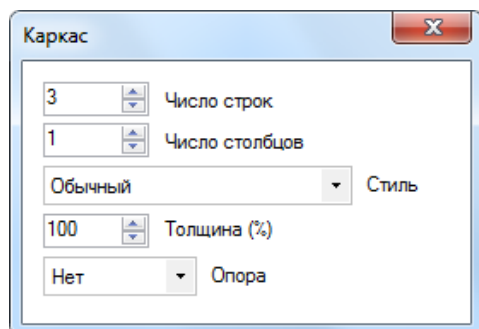 Каркас
3 Число строк
1 Число столбцов
Обычный Стиль
100 Толщина (%)
Нет Опора